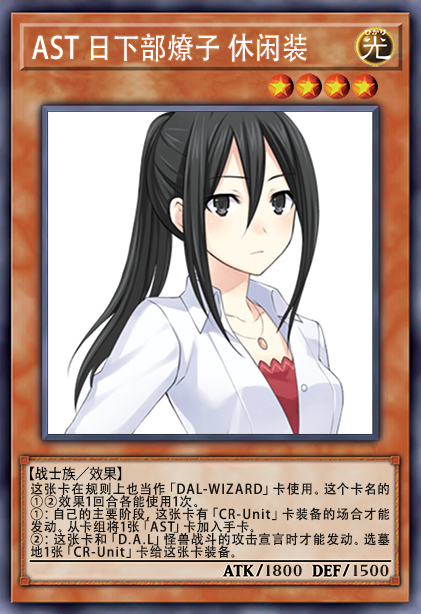 AST 日下部燎子 休闲装
ひかり
光
【战士族／效果】
这张卡在规则上也当作「DAL-WIZARD」卡使用。这个卡名的
①②效果1回合各能使用1次。
①：自己的主要阶段，这张卡有「CR-Unit」卡装备的场合才能
发动。从卡组将1张「AST」卡加入手卡。
②：这张卡和「D.A.L」怪兽战斗的攻击宣言时才能发动。选墓
地1张「CR-Unit」卡给这张卡装备。
ATK/1800 DEF/1500